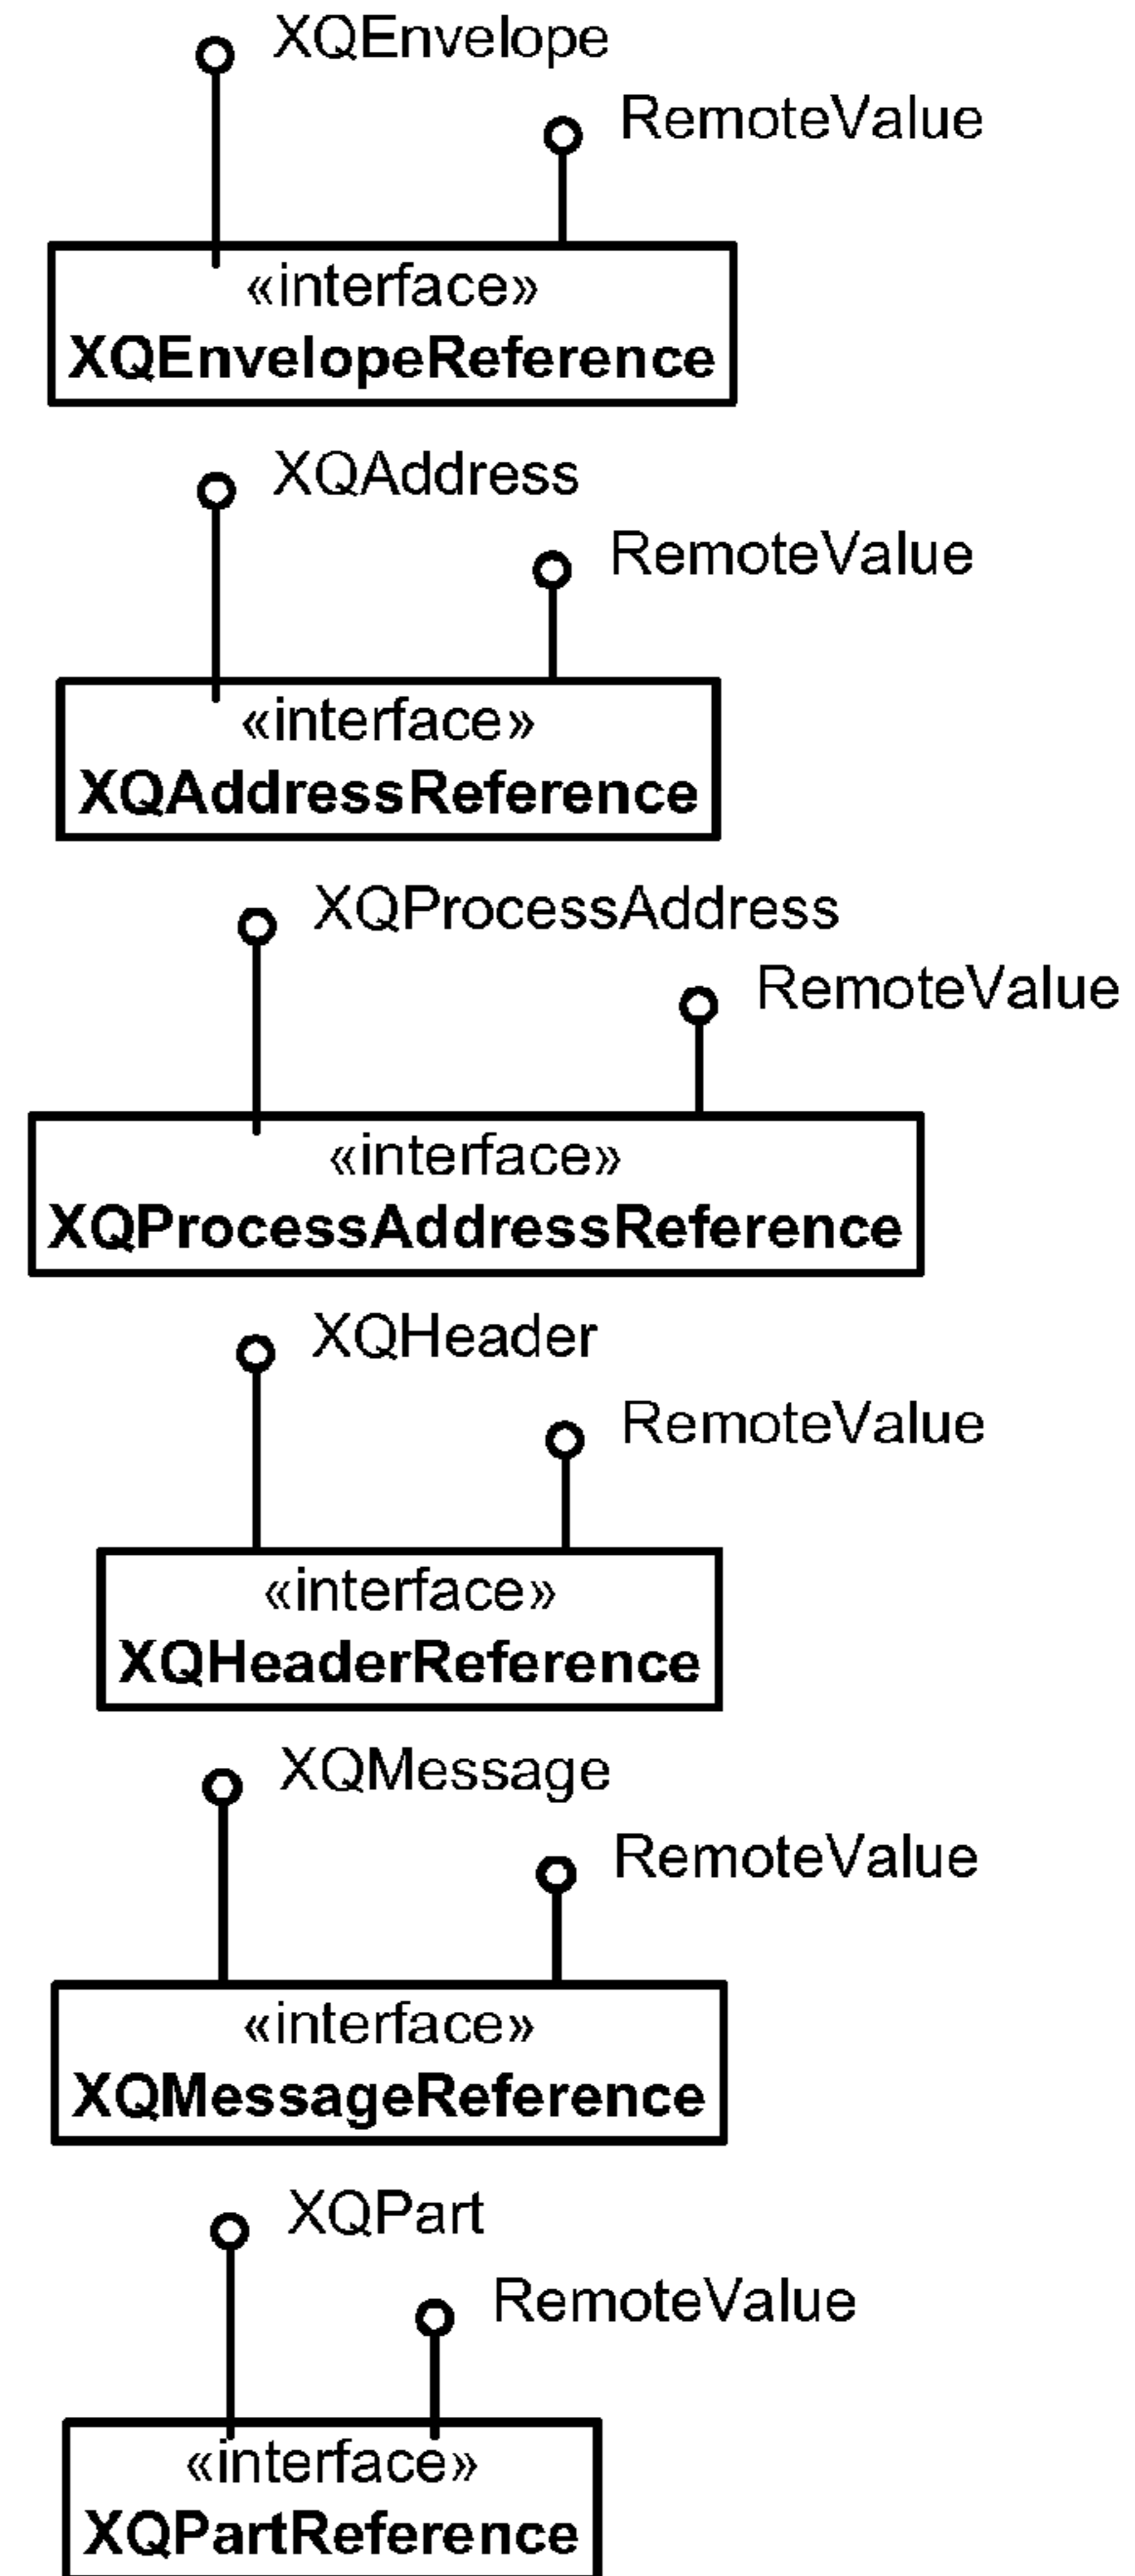 XQEnvelope
RemoteValue
«interface»
XQEnvelopeReference
XQAddress
RemoteValue
«interface»
XQAddressReference
XQProcessAddress
RemoteValue
«interface»
XQProcessAddressReference
XQHeader
RemoteValue
«interface»
XQHeaderReference
XQMessage
RemoteValue
«interface»
XQMessageReference
XQPart
RemoteValue
«interface»
XQPartReference